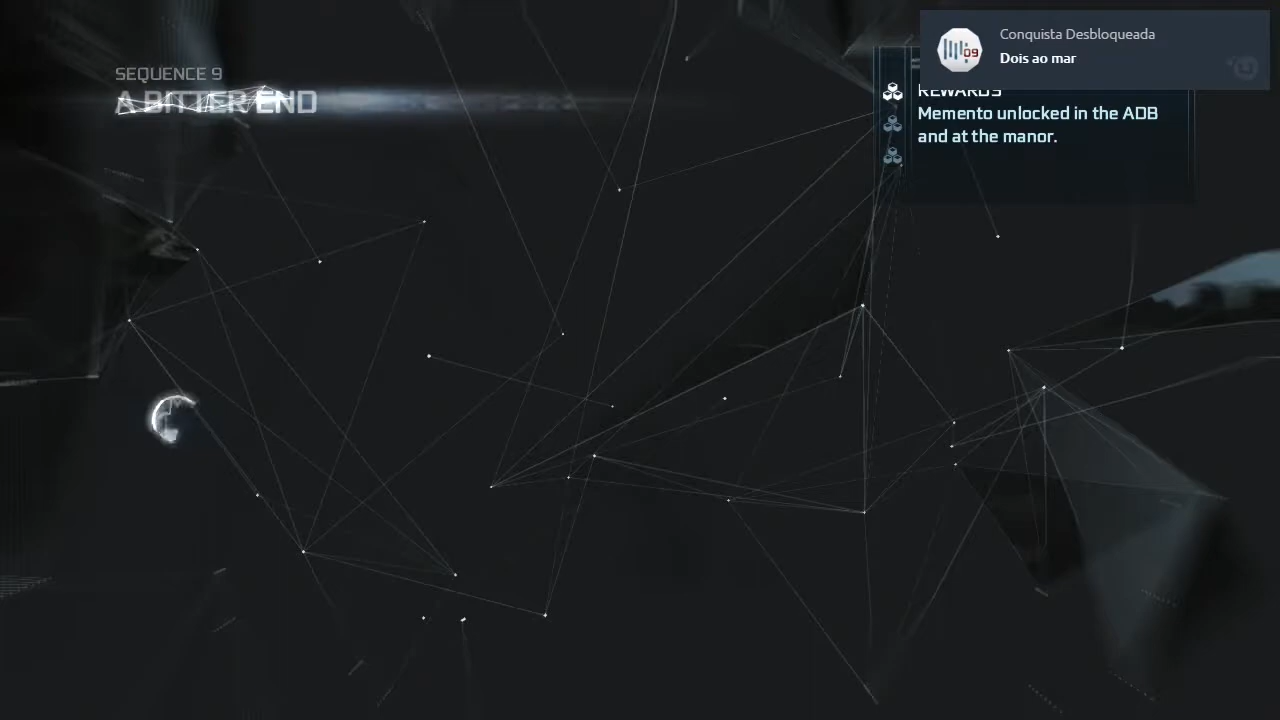 SEQUENCE 9
A BITTER END
Conquista Desbloqueada
Dois ao mar
09
REWARDS
Memento unlocked in the ADB
and at the manor.